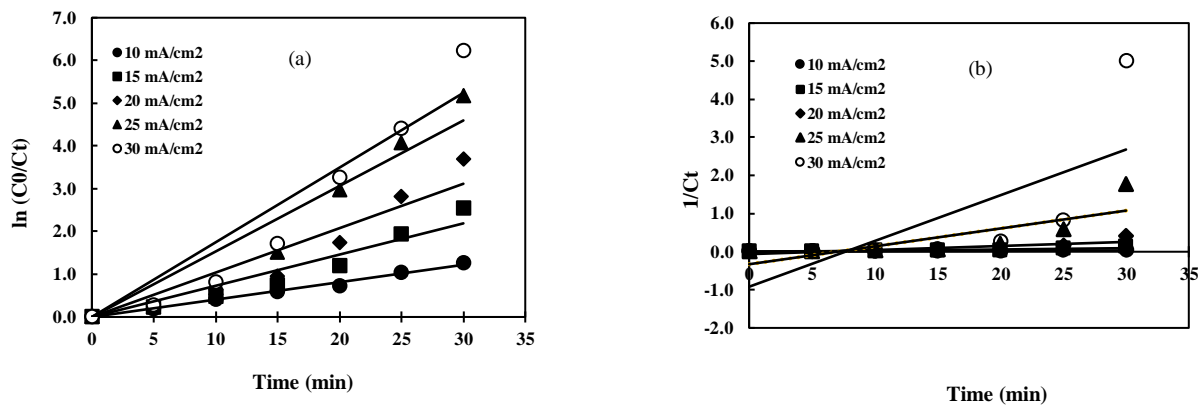 7.0
6.0
5.0
4.0
3.0
2.0
1.0
0.0
ln (C0/Ct)
(a)
10 mA/cm2
15 mA/cm2
20 mA/cm2
25 mA/cm2
30 mA/cm2
0 5 10 15 20 25 30 35
Time (min)
6.0
5.0
4.0
3.0
2.0
1.0
0.0
-1.0
-2.0
1/Ct
(b)
10 mA/cm2
15 mA/cm2
20 mA/cm2
25 mA/cm2
30 mA/cm2
0 5 10 15 20 25 30 35
Time (min)